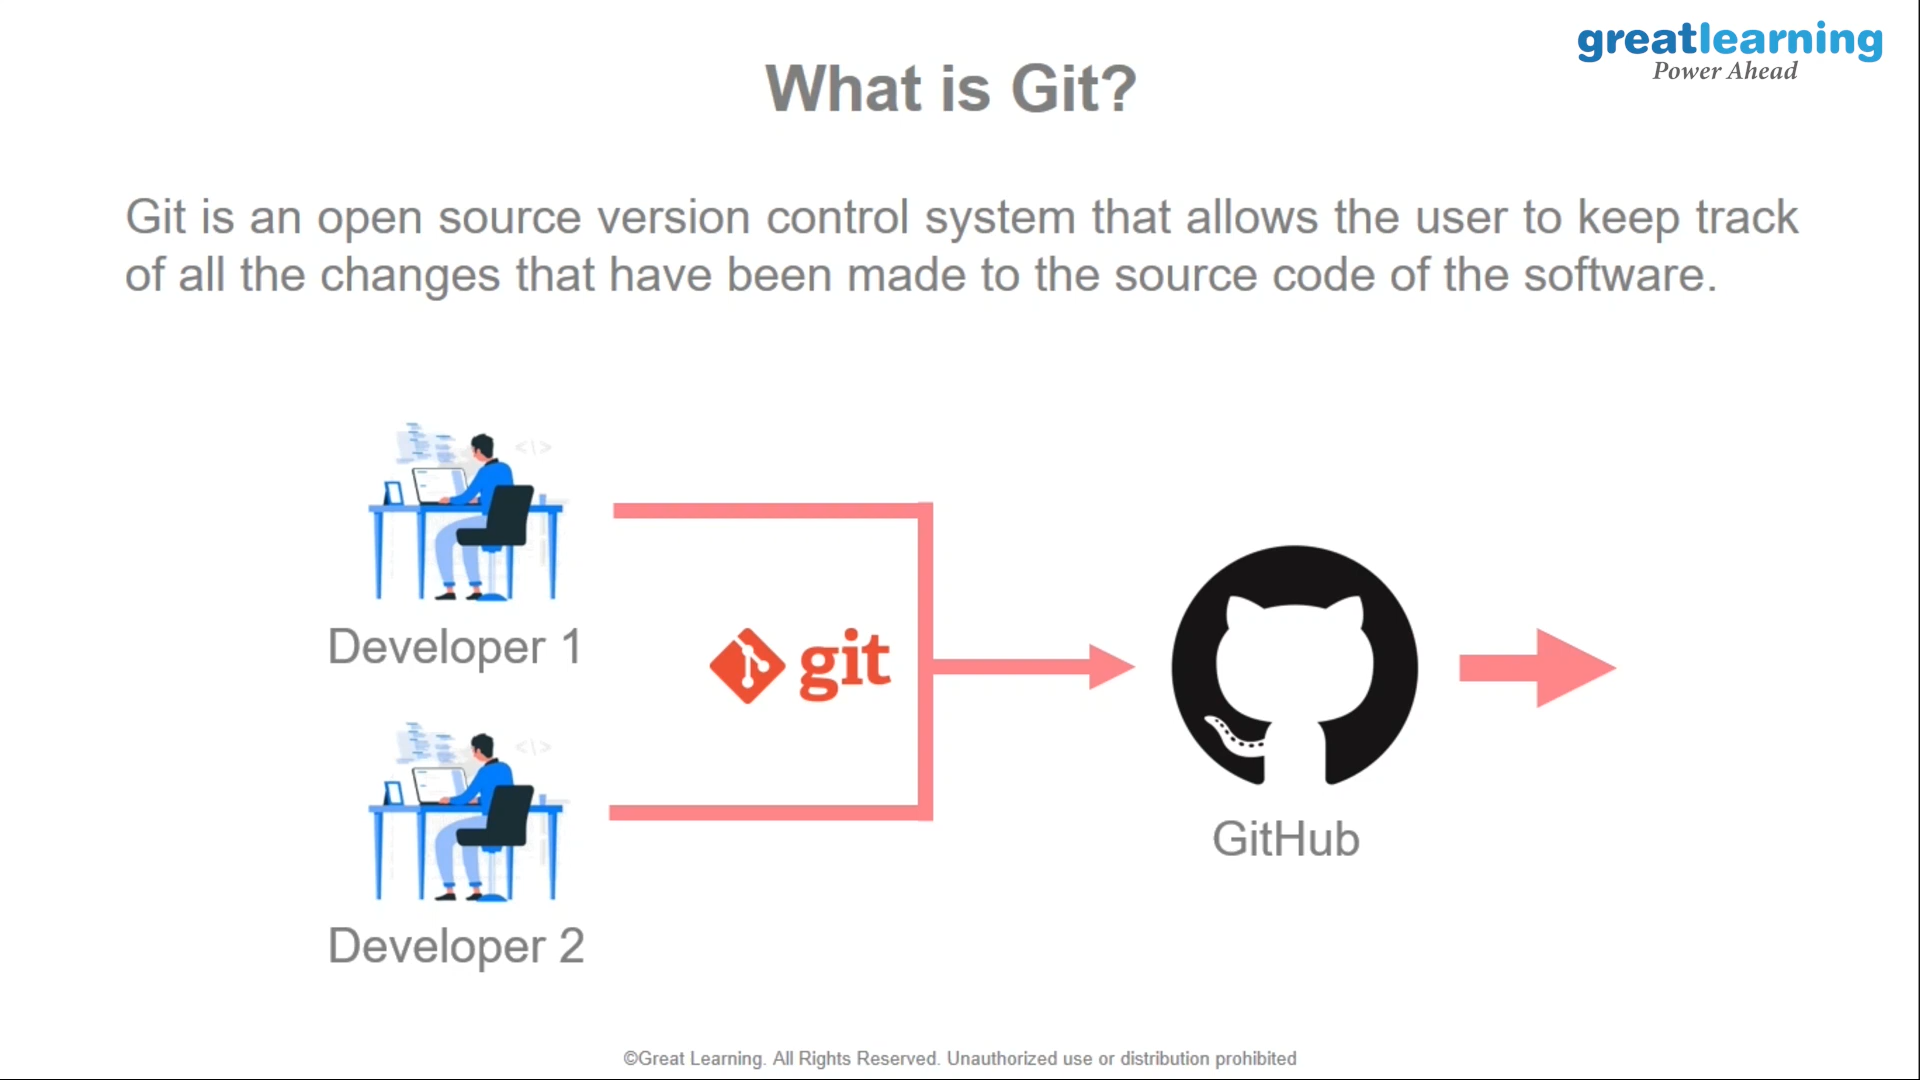 greatlearning
Power Ahead
What is Git?
Git is an open source version control system that allows the user to keep track
of all the changes that have been made to the source code of the software.
</>
Developer 1
git
</>
Developer 2
GitHub
©Great Learning. All Rights Reserved. Unauthorized use or distribution prohibited